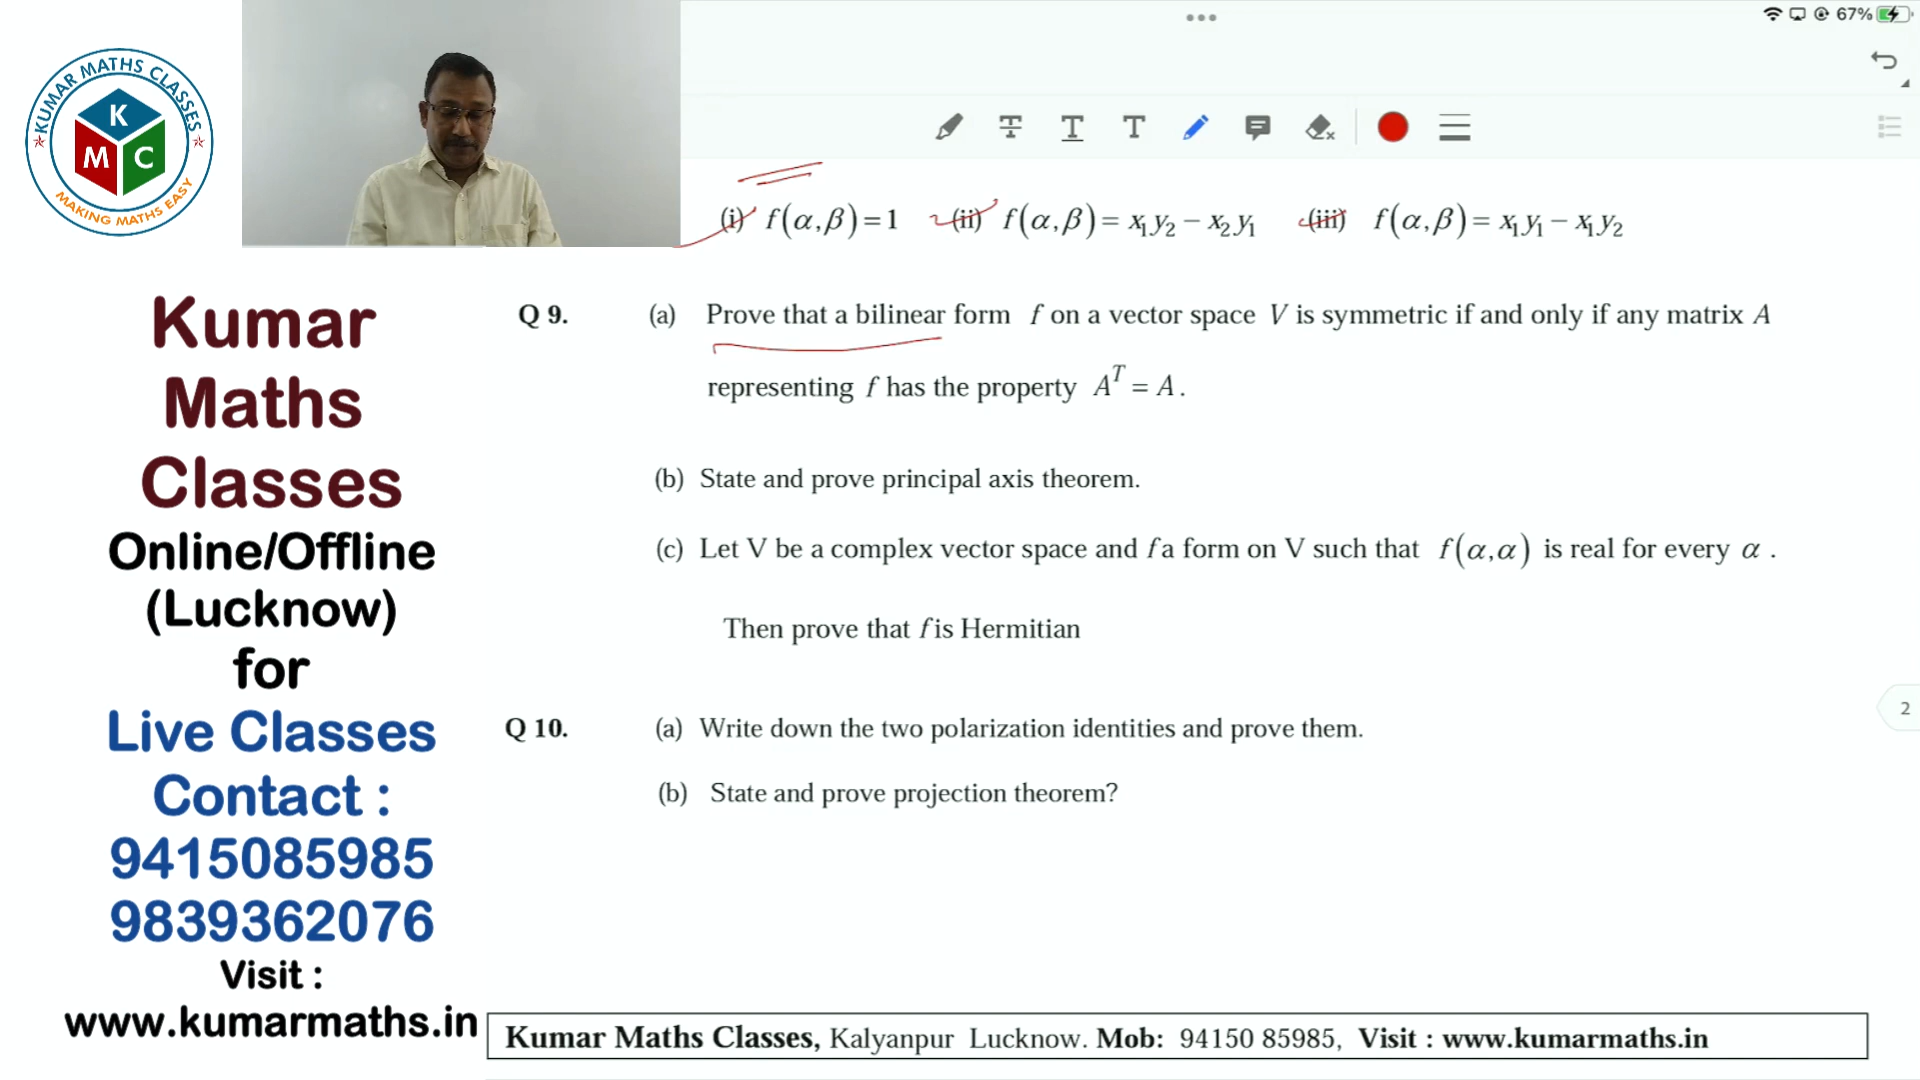 KUMAR MATHS CLASSES
K
M C
MAKING MATHS EASY
67%
T T T
(i) f(α,β)=1 (ii) f(α,β)= x₁y₂ − x₂y₁ (iii) f(α,β)= x₁y₁ − x₁y₂
Q 9. (a) Prove that a bilinear form f on a vector space V is symmetric if and only if any matrix A
representing f has the property Aᵀ = A.
(b) State and prove principal axis theorem.
(c) Let V be a complex vector space and f a form on V such that f(α,α) is real for every α .
Then prove that f is Hermitian
Q 10. (a) Write down the two polarization identities and prove them.
(b) State and prove projection theorem?
2
Kumar
Maths
Classes
Online/Offline
(Lucknow)
for
Live Classes
Contact :
9415085985
9839362076
Visit :
www.kumarmaths.in
Kumar Maths Classes, Kalyanpur Lucknow. Mob: 94150 85985, Visit : www.kumarmaths.in